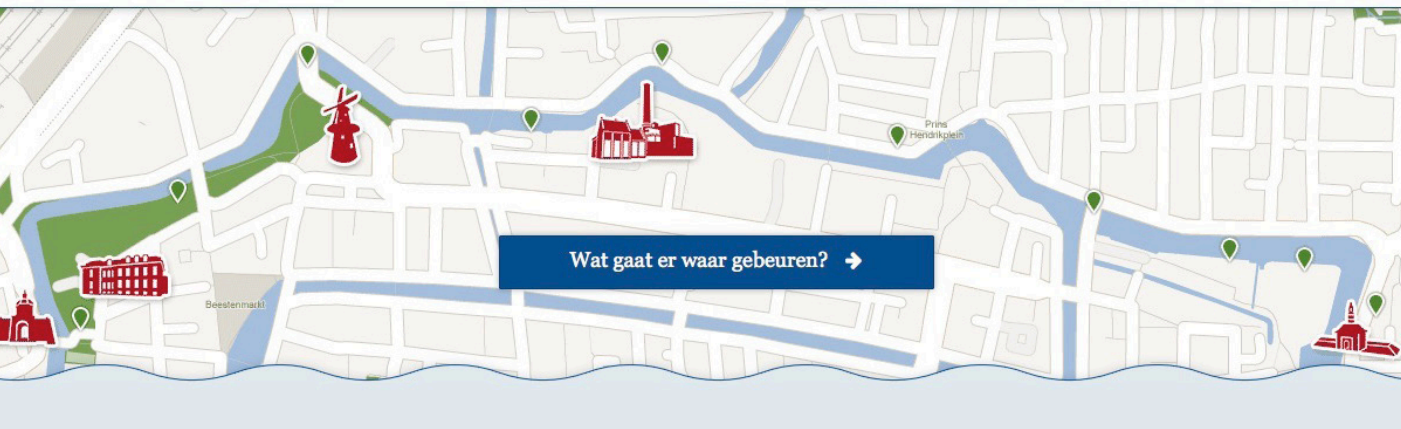 Prins
Hendrikplein
Wat gaat er waar gebeuren?
Beestenmarkt